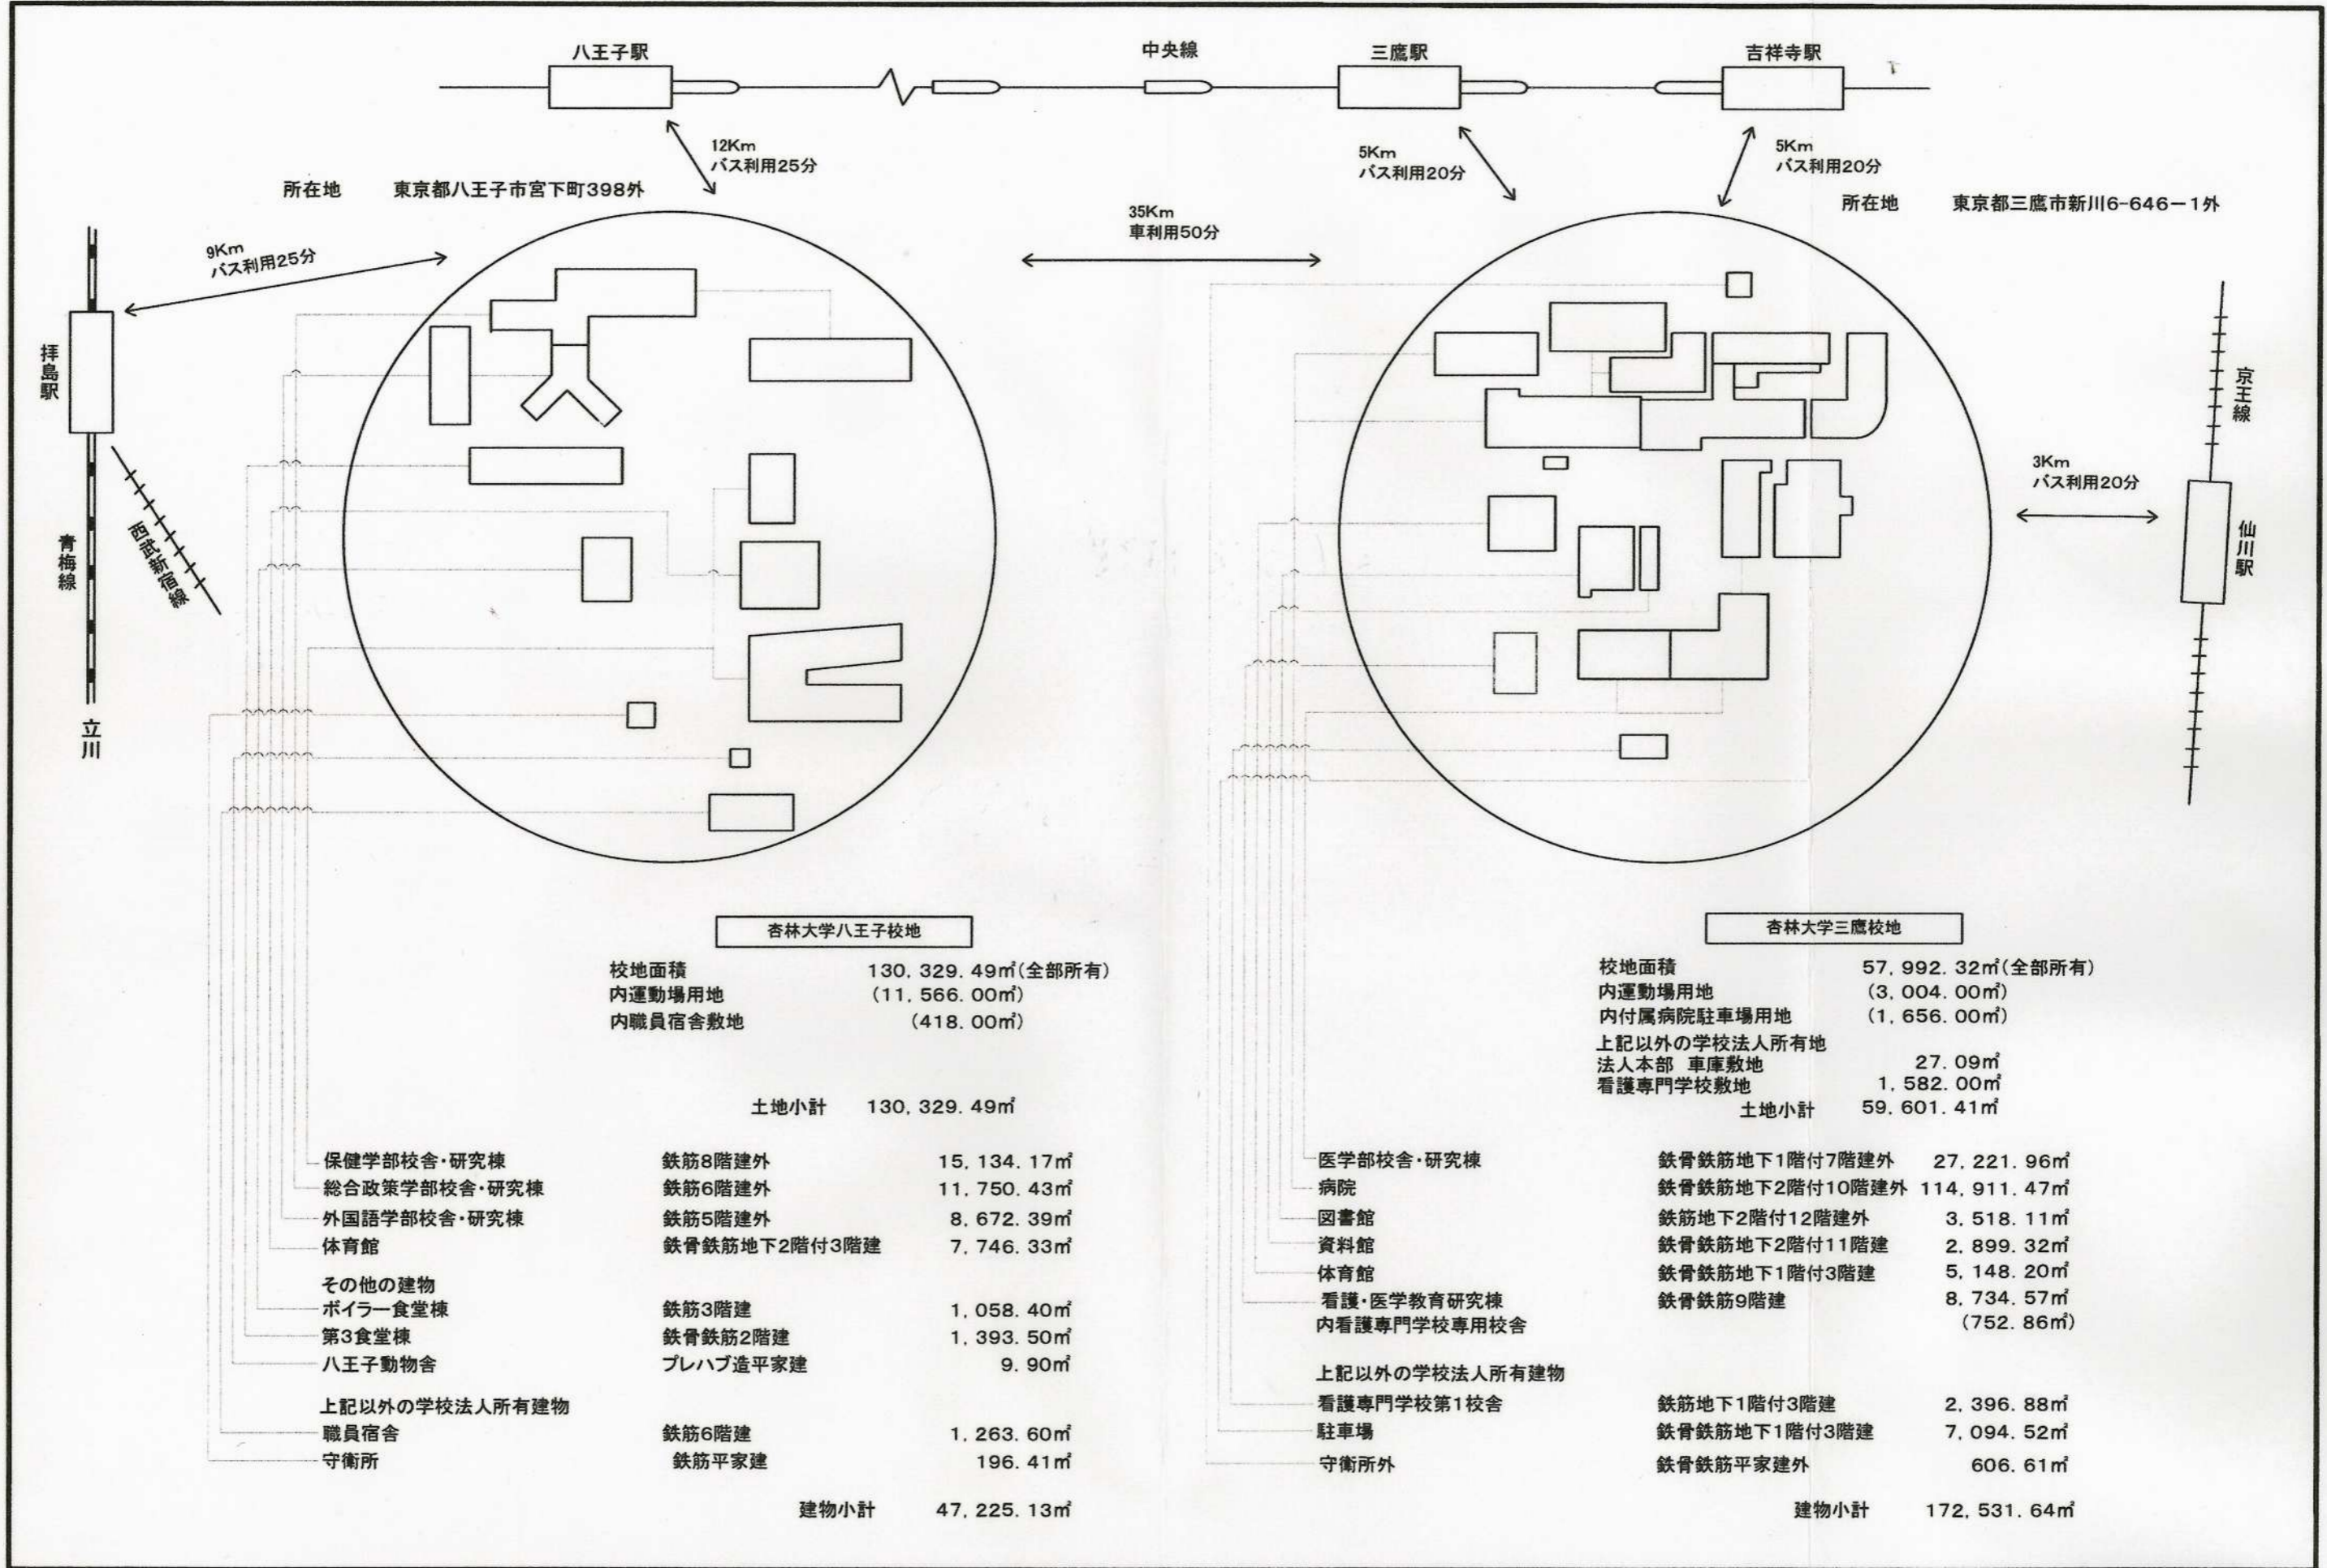 八王子駅
中央線
三鷹駅
吉祥寺駅
12Km
バス利用25分
5Km
バス利用20分
5Km
バス利用20分
所在地 東京都八王子市宮下町398外
所在地 東京都三鷹市新川6-646-1外
35Km
車利用50分
9Km
バス利用25分
拝島駅
青梅線
西武新宿線
立川
京王線
3Km
バス利用20分
仙川駅
杏林大学八王子校地
校地面積 130,329.49㎡(全部所有)
内運動場用地 (11,566.00㎡)
内職員宿舎敷地 (418.00㎡)
土地小計 130,329.49㎡
保健学部校舎・研究棟 鉄筋8階建外 15,134.17㎡
総合政策学部校舎・研究棟 鉄筋6階建外 11,750.43㎡
外国語学部校舎・研究棟 鉄筋5階建外 8,672.39㎡
体育館 鉄骨鉄筋地下2階付3階建 7,746.33㎡
その他の建物
ボイラー食堂棟 鉄筋3階建 1,058.40㎡
第3食堂棟 鉄骨鉄筋2階建 1,393.50㎡
八王子動物舎 プレハブ造平家建 9.90㎡
上記以外の学校法人所有建物
職員宿舎 鉄筋6階建 1,263.60㎡
守衛所 鉄筋平家建 196.41㎡
建物小計 47,225.13㎡
杏林大学三鷹校地
校地面積 57,992.32㎡(全部所有)
内運動場用地 (3,004.00㎡)
内付属病院駐車場用地 (1,656.00㎡)
上記以外の学校法人所有地
法人本部 車庫敷地 27.09㎡
看護専門学校敷地 1,582.00㎡
土地小計 59,601.41㎡
医学部校舎・研究棟 鉄骨鉄筋地下1階付7階建外 27,221.96㎡
病院 鉄骨鉄筋地下2階付10階建外 114,911.47㎡
図書館 鉄筋地下2階付12階建外 3,518.11㎡
資料館 鉄骨鉄筋地下2階付11階建 2,899.32㎡
体育館 鉄骨鉄筋地下1階付3階建 5,148.20㎡
看護・医学教育研究棟 鉄骨鉄筋9階建 8,734.57㎡
内看護専門学校専用校舎 (752.86㎡)
上記以外の学校法人所有建物
看護専門学校第1校舎 鉄筋地下1階付3階建 2,396.88㎡
駐車場 鉄骨鉄筋地下1階付3階建 7,094.52㎡
守衛所外 鉄骨鉄筋平家建外 606.61㎡
建物小計 172,531.64㎡